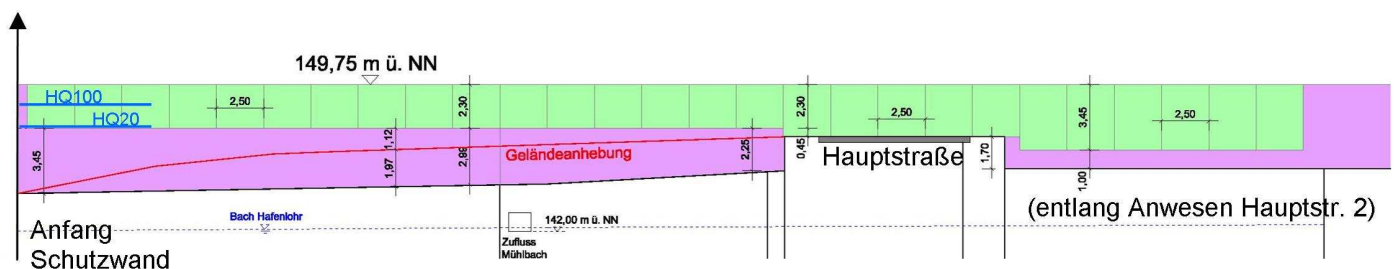 149,75 m ü. NN
HQ100
HQ20
2,50
2,30
2,30
2,50
3,45
2,50
3,45
1,12
1,97
2,99
Geländeanhebung
2,25
0,45
Hauptstraße
1,70
1,00
Bach Hafenlohr
142,00 m ü. NN
(entlang Anwesen Hauptstr. 2)
Anfang
Schutzwand
Zufluss
Mühlbach